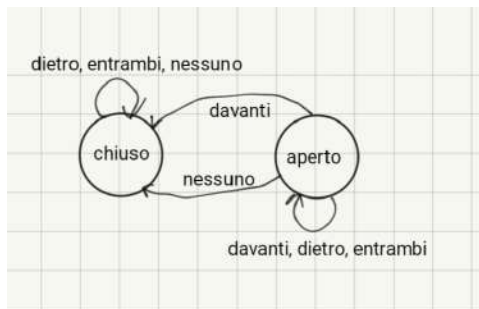 dietro, entrambi, nessuno
davanti
chiuso
aperto
nessuno
davanti, dietro, entrambi